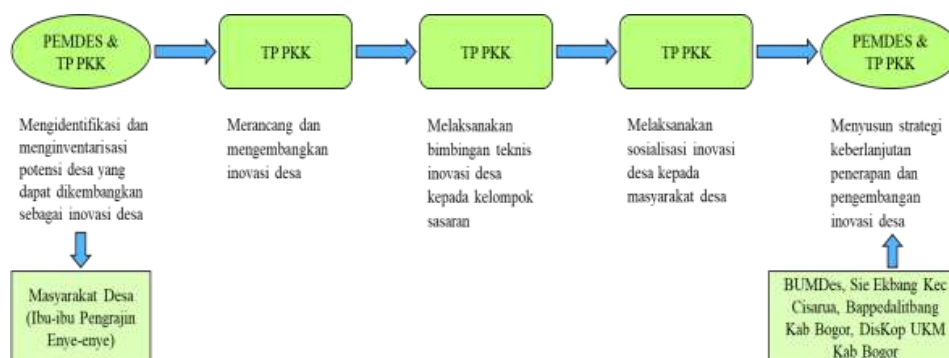 PEMDES &
TP PKK
TP PKK
TP PKK
TP PKK
PEMDES &
TP PKK
Mengidentifikasi dan
menginventarisasi
potensi desa yang
dapat dikembangkan
sebagai inovasi desa
Merancang dan
mengembangkan
inovasi desa
Melaksanakan
bimbingan teknis
inovasi desa
kepada kelompok
sasaran
Melaksanakan
sosialisasi inovasi
desa kepada
masyarakat desa
Menyusun strategi
keberlanjutan
penerapan dan
pengembangan
inovasi desa
Masyarakat Desa
(Ibu-ibu Pengrajin
Enye-enye)
BUMDes, Sie Ekbang Kec
Cisarua, Bappedalitbang
Kab Bogor, DisKop UKM
Kab Bogor